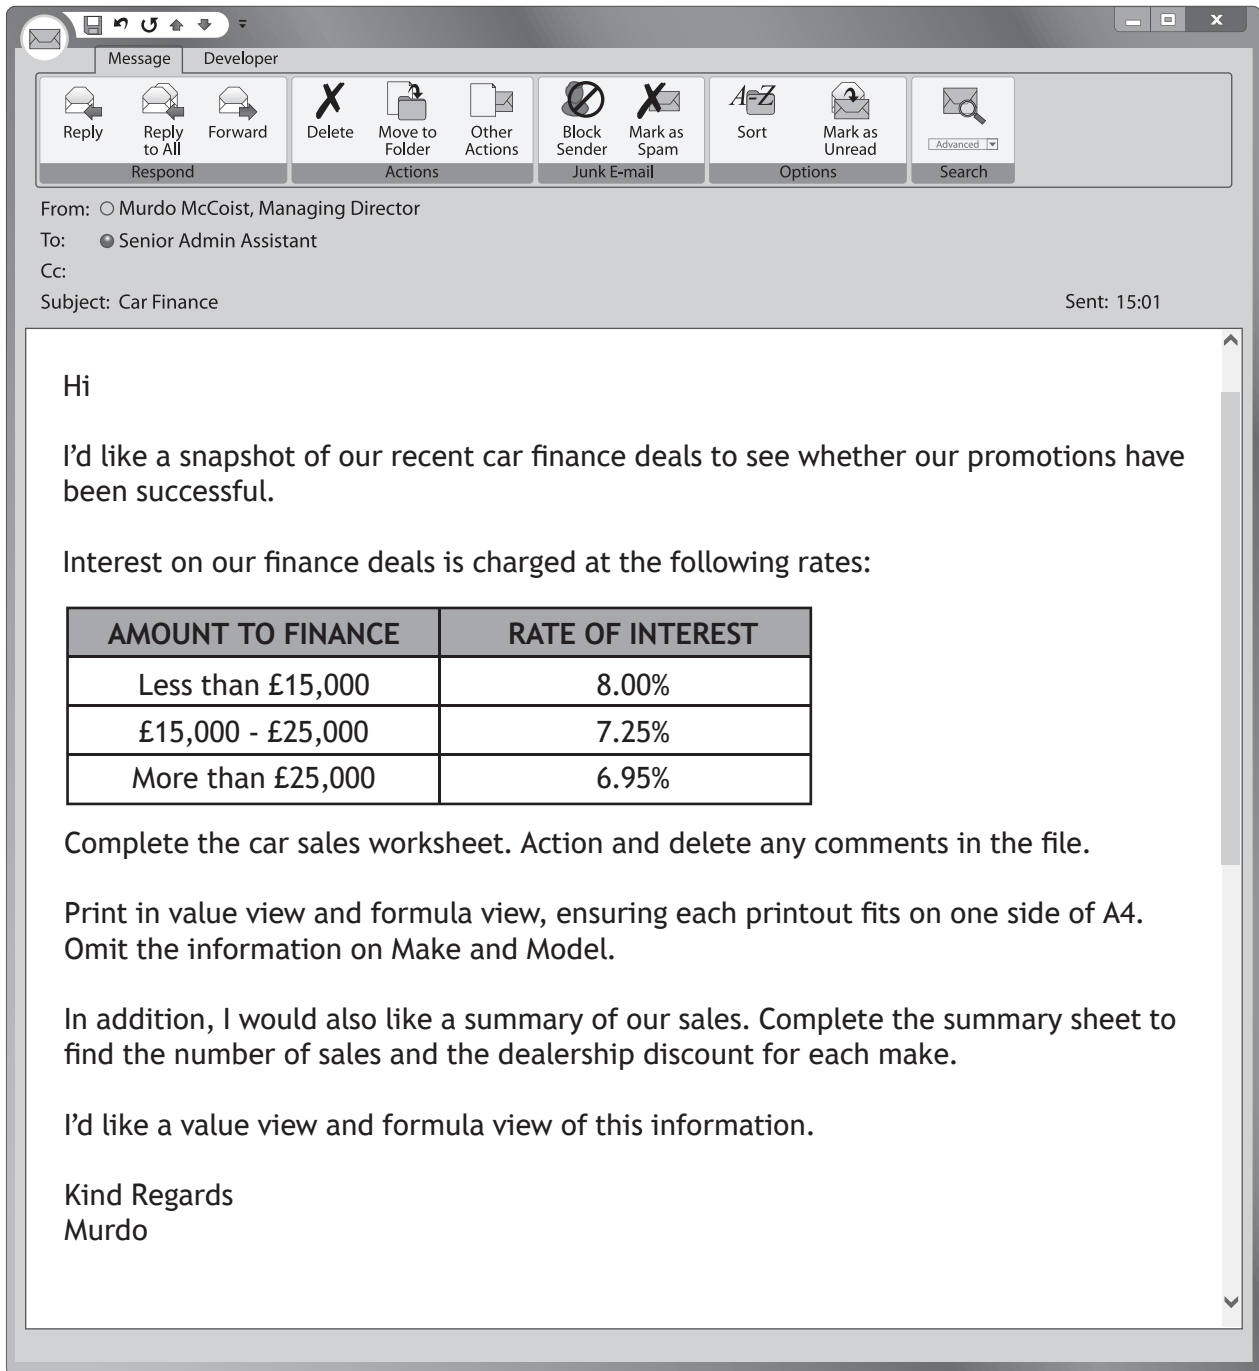 x
Message Developer
Reply Reply to All Forward Delete Move to Folder Other Actions Block Sender Mark as Spam Sort Mark as Unread Advanced
A-Z
Respond Actions Junk E-mail Options Search
From: Murdo McCoist, Managing Director
To: Senior Admin Assistant
Cc:
Subject: Car Finance Sent: 15:01
Hi
I'd like a snapshot of our recent car finance deals to see whether our promotions have
been successful.
Interest on our finance deals is charged at the following rates:
AMOUNT TO FINANCE RATE OF INTEREST
Less than £15,000 8.00%
£15,000 - £25,000 7.25%
More than £25,000 6.95%
Complete the car sales worksheet. Action and delete any comments in the file.
Print in value view and formula view, ensuring each printout fits on one side of A4.
Omit the information on Make and Model.
In addition, I would also like a summary of our sales. Complete the summary sheet to
find the number of sales and the dealership discount for each make.
I'd like a value view and formula view of this information.
Kind Regards
Murdo